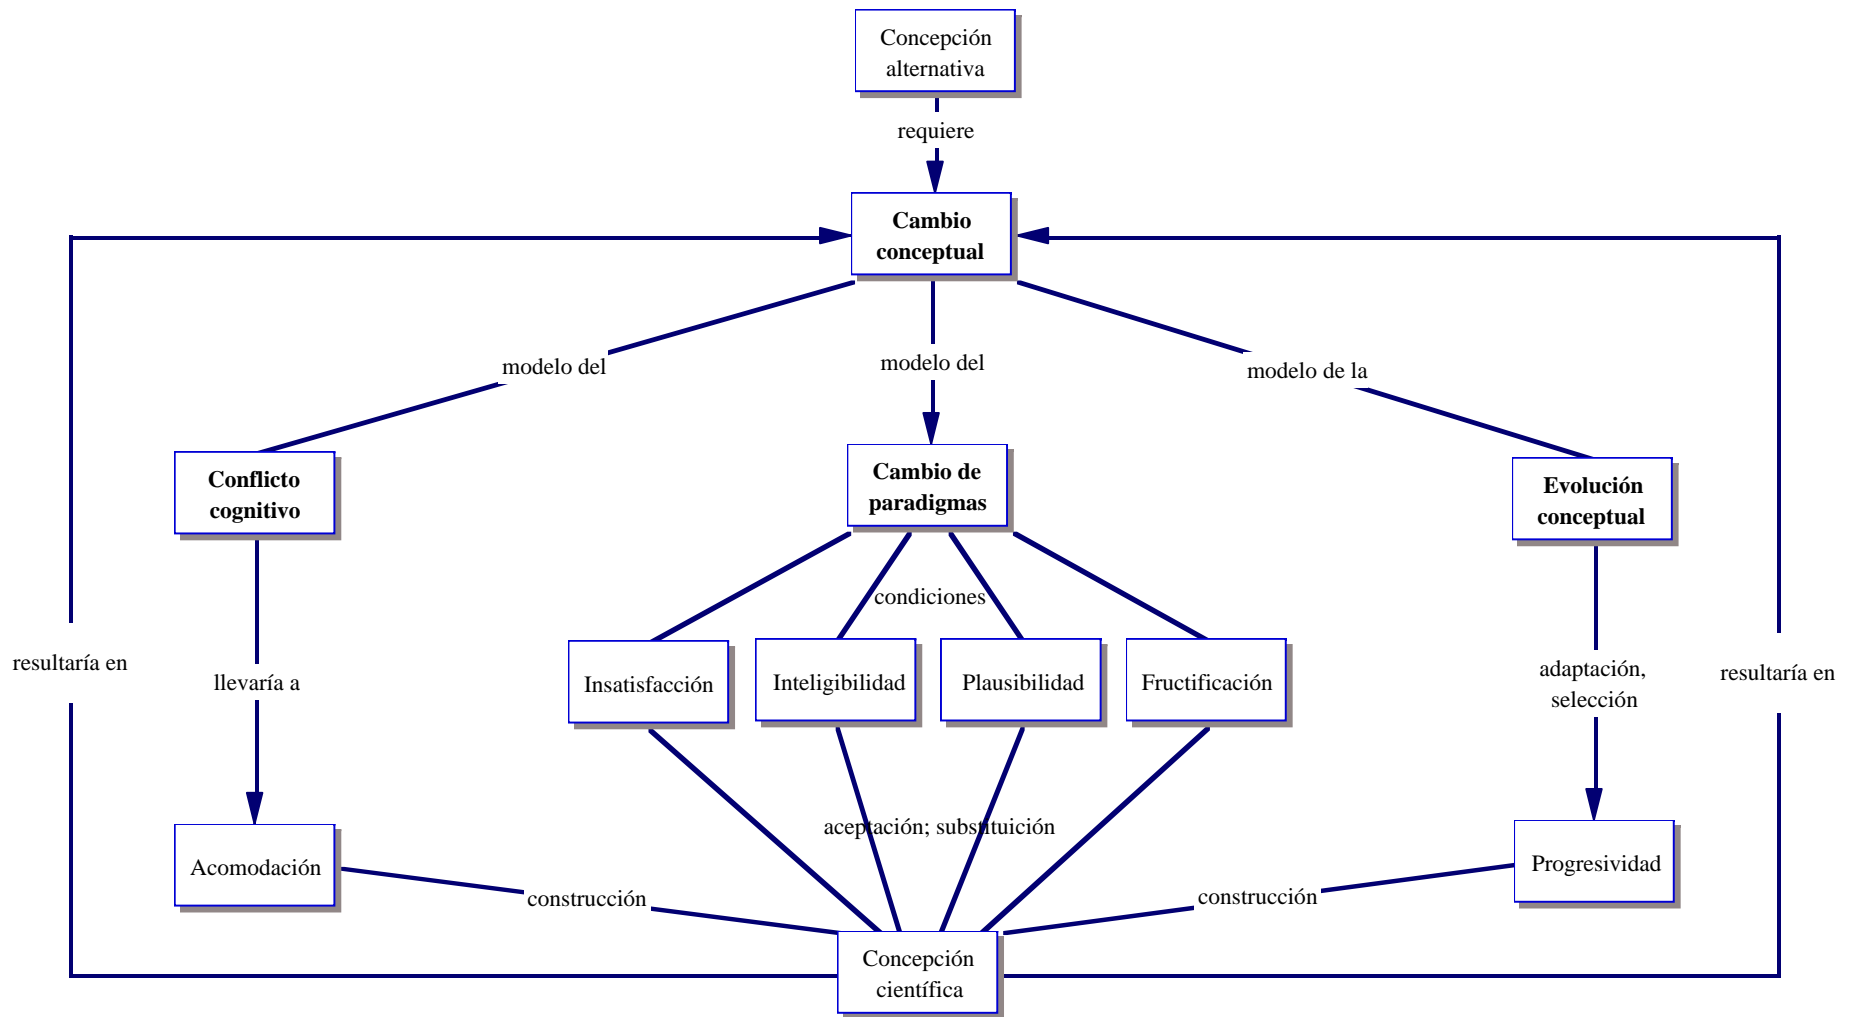 Concepción
alternativa
requiere
Cambio
conceptual
modelo del
modelo del
modelo de la
Conflicto
cognitivo
Cambio de
paradigmas
Evolución
conceptual
condiciones
resultaría en
llevaría a
Insatisfacción
Inteligibilidad
Plausibilidad
Fructificación
adaptación,
selección
resultaría en
aceptación; substituición
Acomodación
Progresividad
construcción
construcción
Concepción
científica